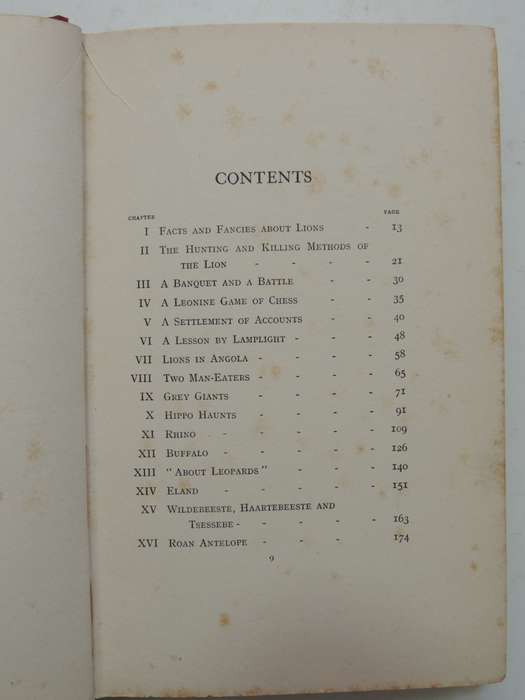 CONTENTS
CHAPTER PAGE
I Facts and Fancies about Lions - 13
II The Hunting and Killing Methods of
the Lion - - - - 21
III A Banquet and a Battle - - 30
IV A Leonine Game of Chess - - 35
V A Settlement of Accounts - - 40
VI A Lesson by Lamplight - - - 48
VII Lions in Angola - - - - 58
VIII Two Man-Eaters - - - - 65
IX Grey Giants - - - - 71
X Hippo Haunts - - - - 91
XI Rhino - - - - - 109
XII Buffalo - - - - - 126
XIII "About Leopards" - - - 140
XIV Eland - - - - - 151
XV Wildebeeste, Haartebeeste and
Tsessebe - - - - - 163
XVI Roan Antelope - - - 174
9